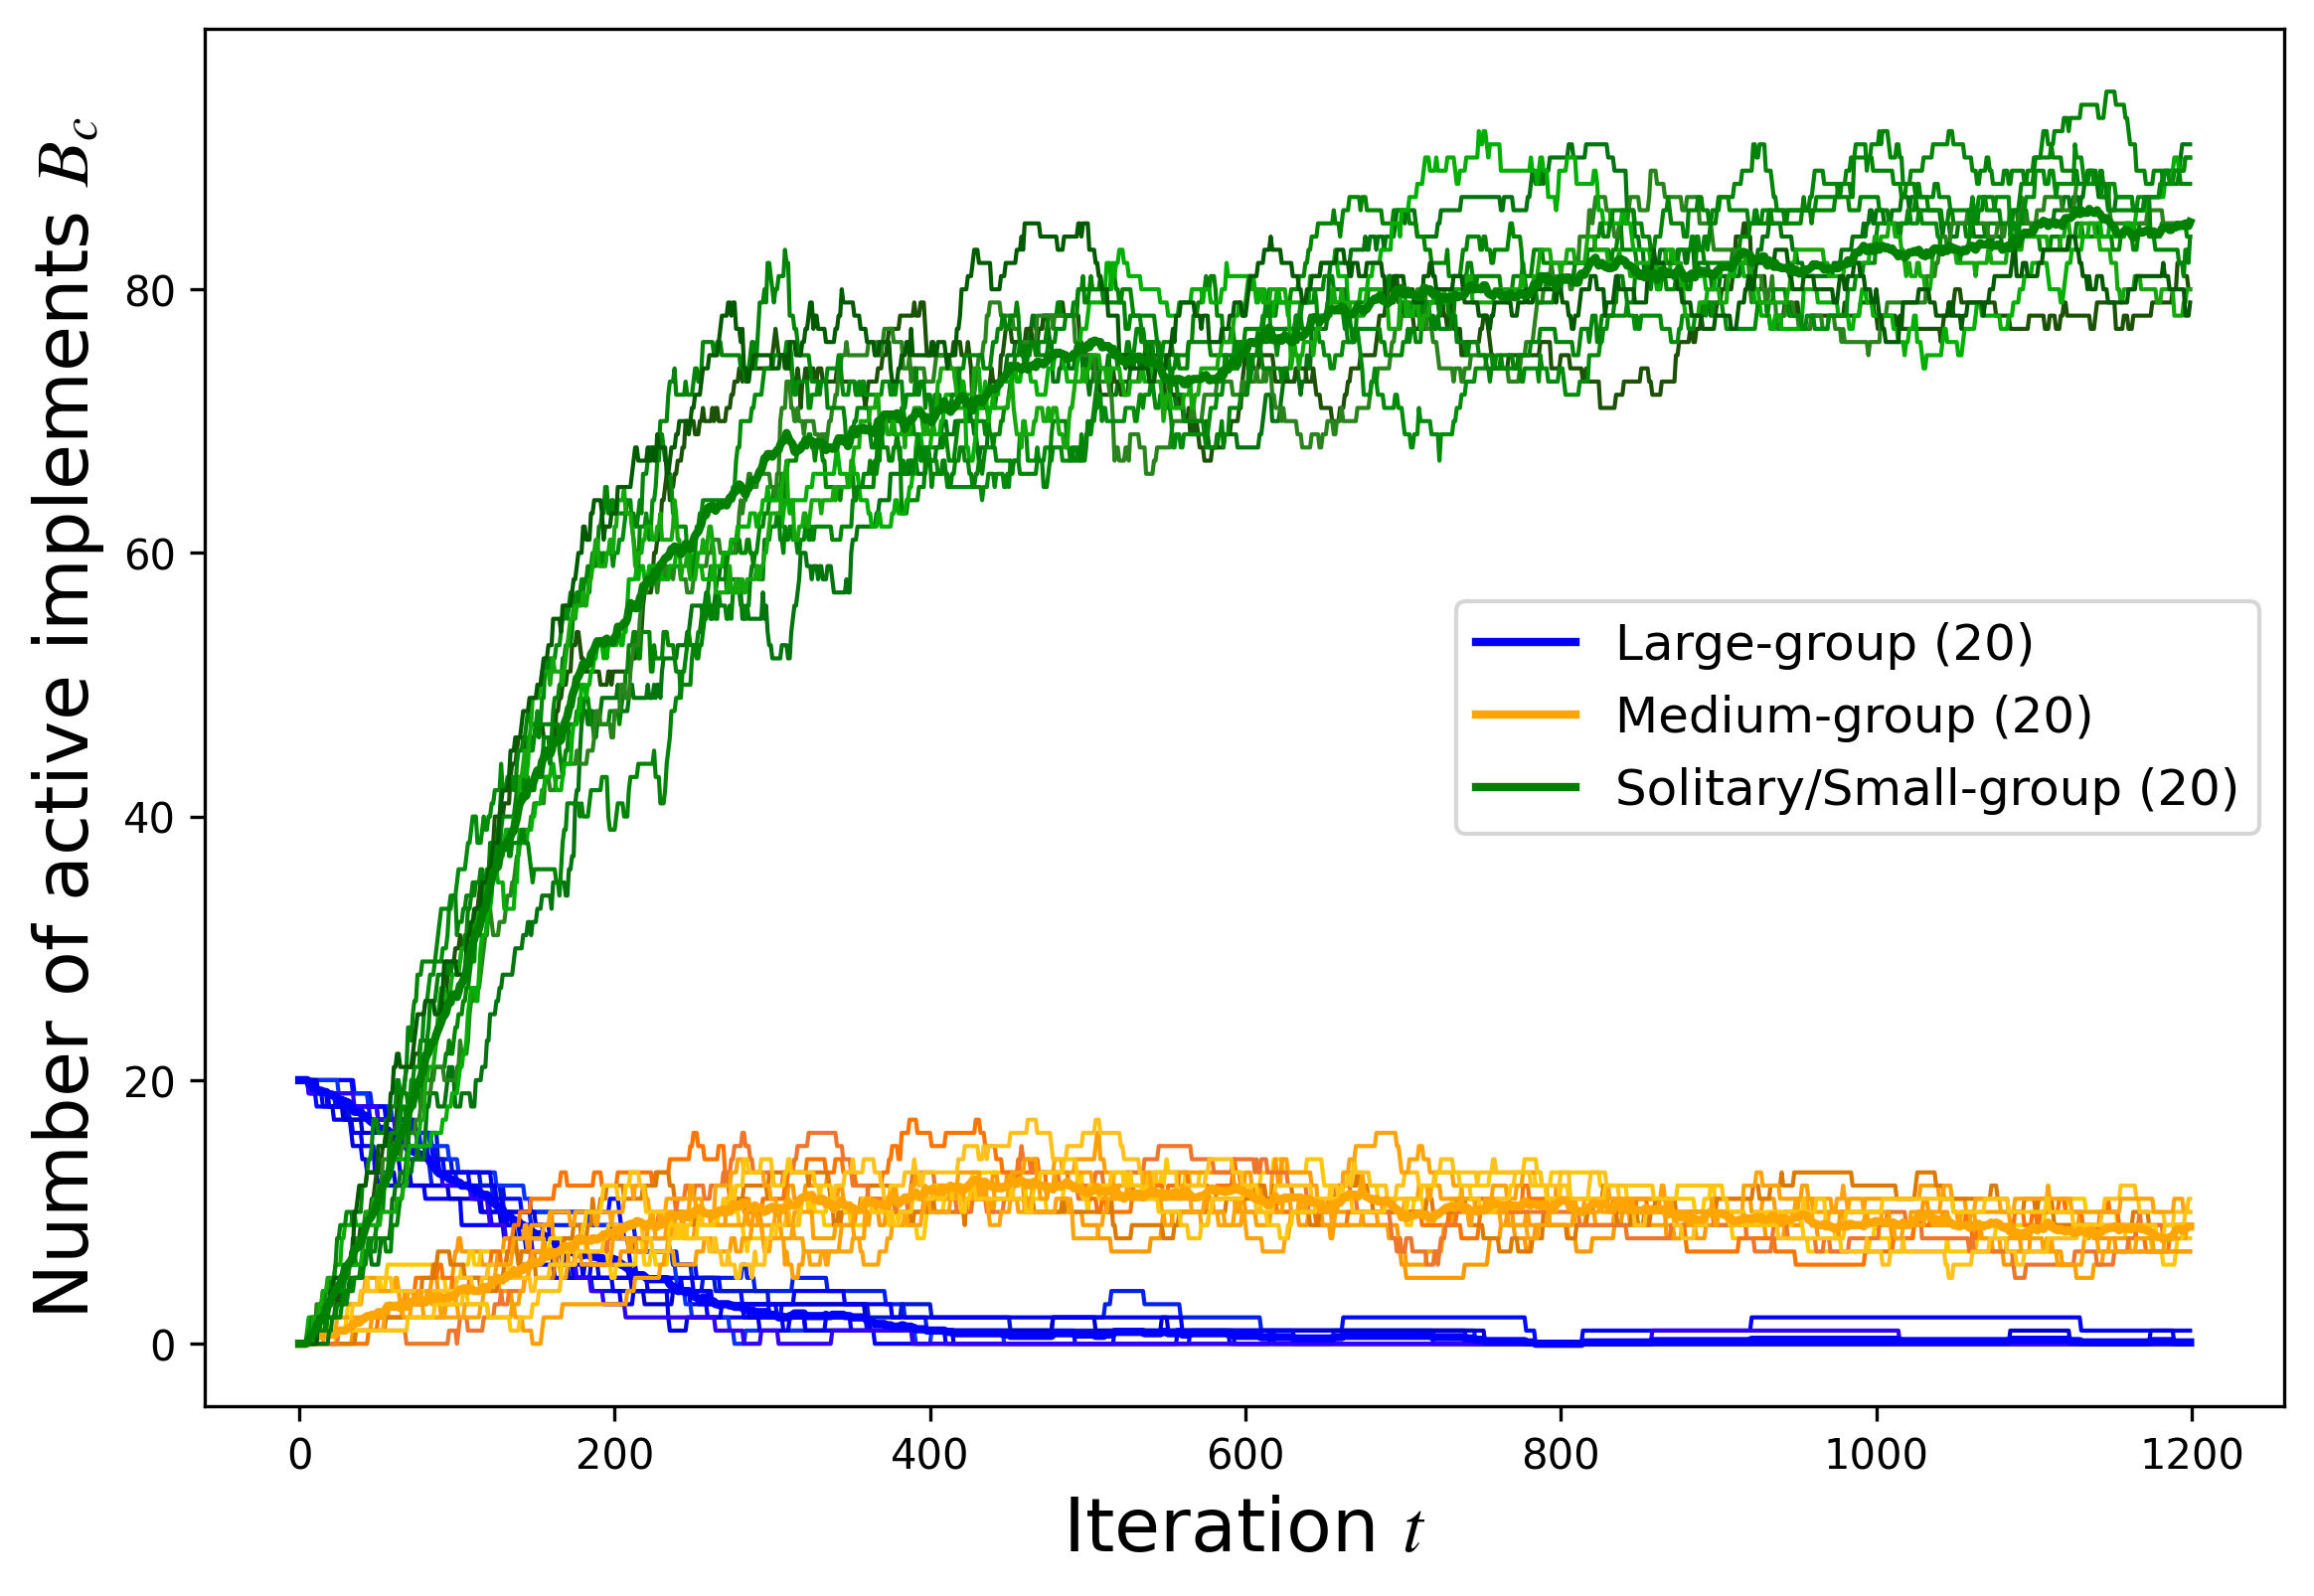 Number of active implements B_c
80
60
40
20
0
Large-group (20)
Medium-group (20)
Solitary/Small-group (20)
0 200 400 600 800 1000 1200
Iteration t